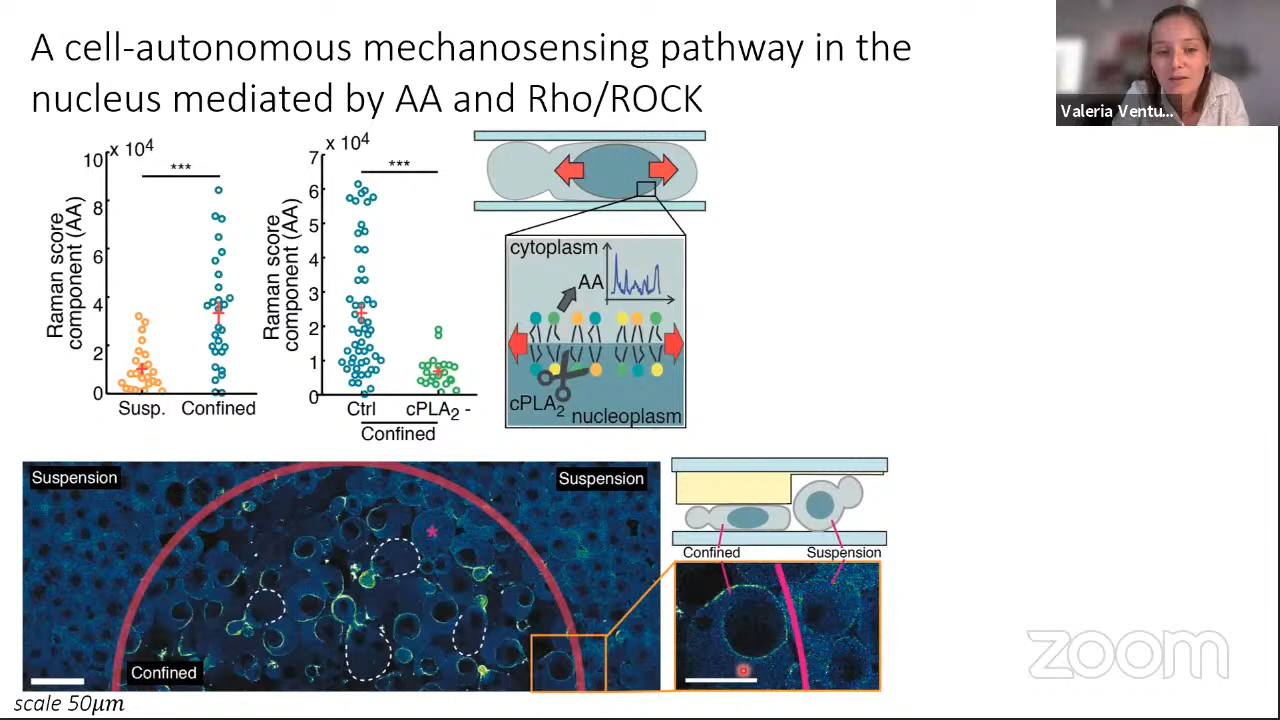 A cell-autonomous mechanosensing pathway in the
nucleus mediated by AA and Rho/ROCK
Valeria Ventu...
x 10⁴
10
8
6
4
2
0
Raman score
component (AA)
***
Susp. Confined
x 10⁴
7
6
5
4
3
2
1
0
Raman score
component (AA)
***
Ctrl cPLA₂ -
Confined
cytoplasm
AA
cPLA₂
nucleoplasm
Suspension
Suspension
*
Confined
scale 50𝜇m
Confined Suspension
zoom